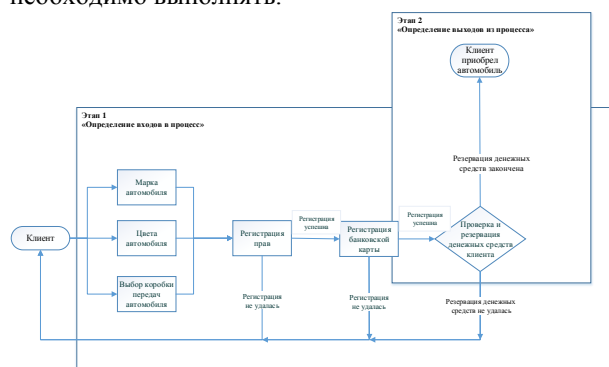 необходимо выполнять.
Этап 2
«Определение выходов из процесса»
Клиент
приобрел
автомобиль
Этап 1
«Определение входов в процесс»
Резервация денежных
средств закончена
Марка
автомобиля
Клиент
Цвета
автомобиля
Выбор коробки
передач
автомобиля
Регистрация
прав
Регистрация
успешна
Регистрация
банковской
карты
Регистрация
успешна
Проверка и
резервация
денежных средств
клиента
Регистрация
не удалась
Регистрация
не удалась
Резервация денежных
средств не удалась